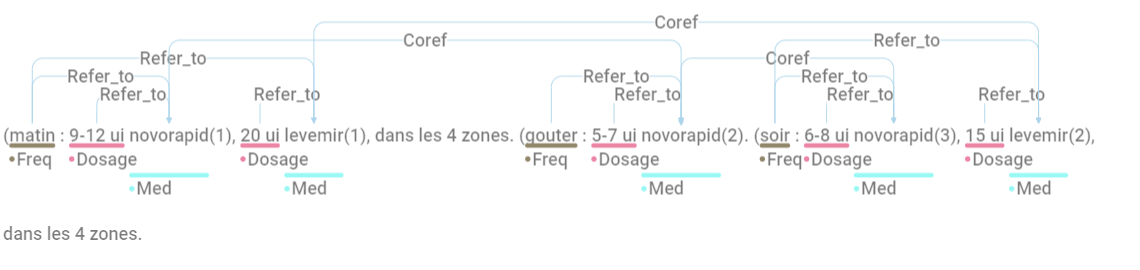 Coref
Coref Refer_to
Refer_to Coref
Refer_to Refer_to Refer_to
Refer_to Refer_to Refer_to Refer_to Refer_to
(matin : 9-12 ui novorapid(1), 20 ui levemir(1), dans les 4 zones. (gouter : 5-7 ui novorapid(2). (soir : 6-8 ui novorapid(3), 15 ui levemir(2),
Freq Dosage Dosage Freq Dosage Freq Dosage Dosage
Med Med Med Med Med
dans les 4 zones.